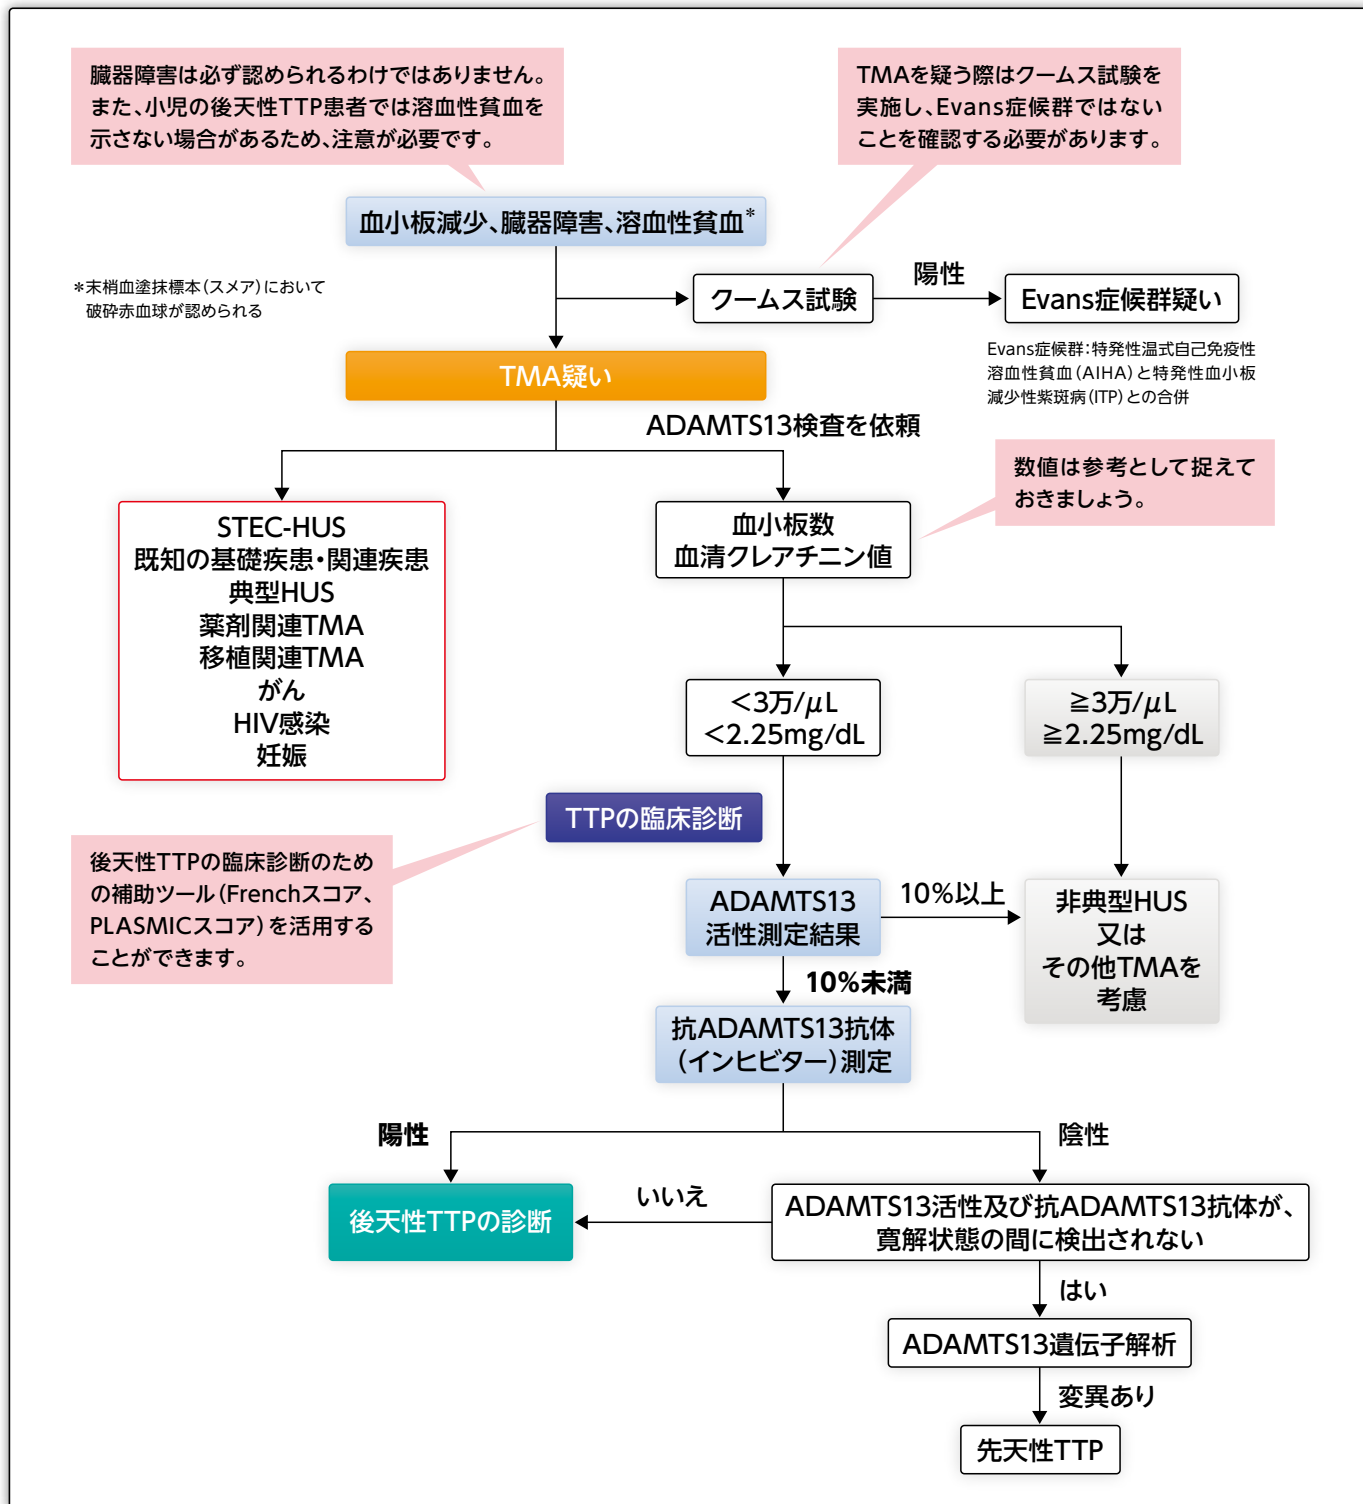 臓器障害は必ず認められるわけではありません。
また、小児の後天性TTP患者では溶血性貧血を
示さない場合があるため、注意が必要です。
TMAを疑う際はクームス試験を
実施し、Evans症候群ではない
ことを確認する必要があります。
血小板減少、臓器障害、溶血性貧血*
*末梢血塗抹標本(スメア)において
破砕赤血球が認められる
クームス試験
陽性
Evans症候群疑い
Evans症候群：特発性温式自己免疫性
溶血性貧血(AIHA)と特発性血小板
減少性紫斑病(ITP)との合併
TMA疑い
ADAMTS13検査を依頼
数値は参考として捉えて
おきましょう。
STEC-HUS
既知の基礎疾患・関連疾患
典型HUS
薬剤関連TMA
移植関連TMA
がん
HIV感染
妊娠
血小板数
血清クレアチニン値
＜3万/μL
＜2.25mg/dL
≧3万/μL
≧2.25mg/dL
TTPの臨床診断
後天性TTPの臨床診断のため
の補助ツール(Frenchスコア、
PLASMICスコア)を活用する
ことができます。
ADAMTS13
活性測定結果
10%以上
非典型HUS
又は
その他TMAを
考慮
10%未満
抗ADAMTS13抗体
(インヒビター)測定
陽性
陰性
後天性TTPの診断
いいえ
ADAMTS13活性及び抗ADAMTS13抗体が、
寛解状態の間に検出されない
はい
ADAMTS13遺伝子解析
変異あり
先天性TTP